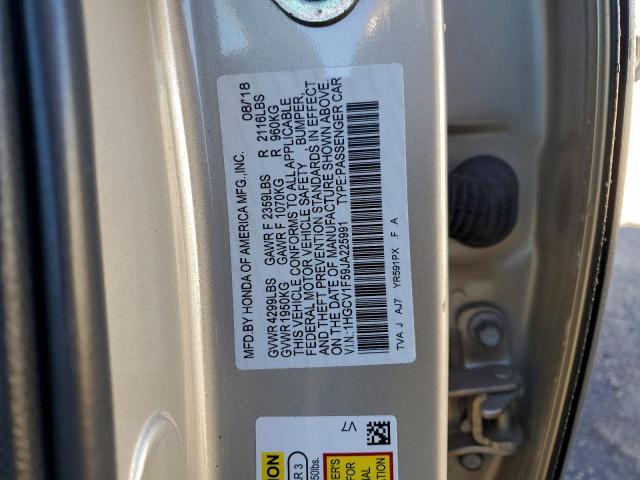 MFD.BY HONDA OF AMERICA MFG.,INC. 08/'18
GVWR 4299LBS GAWR F 2359LBS R 2116LBS
GVWR 1950KG GAWR F 1070KG R 960KG
THIS VEHICLE CONFORMS TO ALL APPLICABLE
FEDERAL MOTOR VEHICLE SAFETY, BUMPER,
AND THEFT PREVENTION STANDARDS IN EFFECT
ON THE DATE OF MANUFACTURE SHOWN ABOVE.
V.I.N.:1HGCV1F59JA225991 TYPE:PASSENGER CAR
TVA J AJ7 YR591PX .F .A
V7